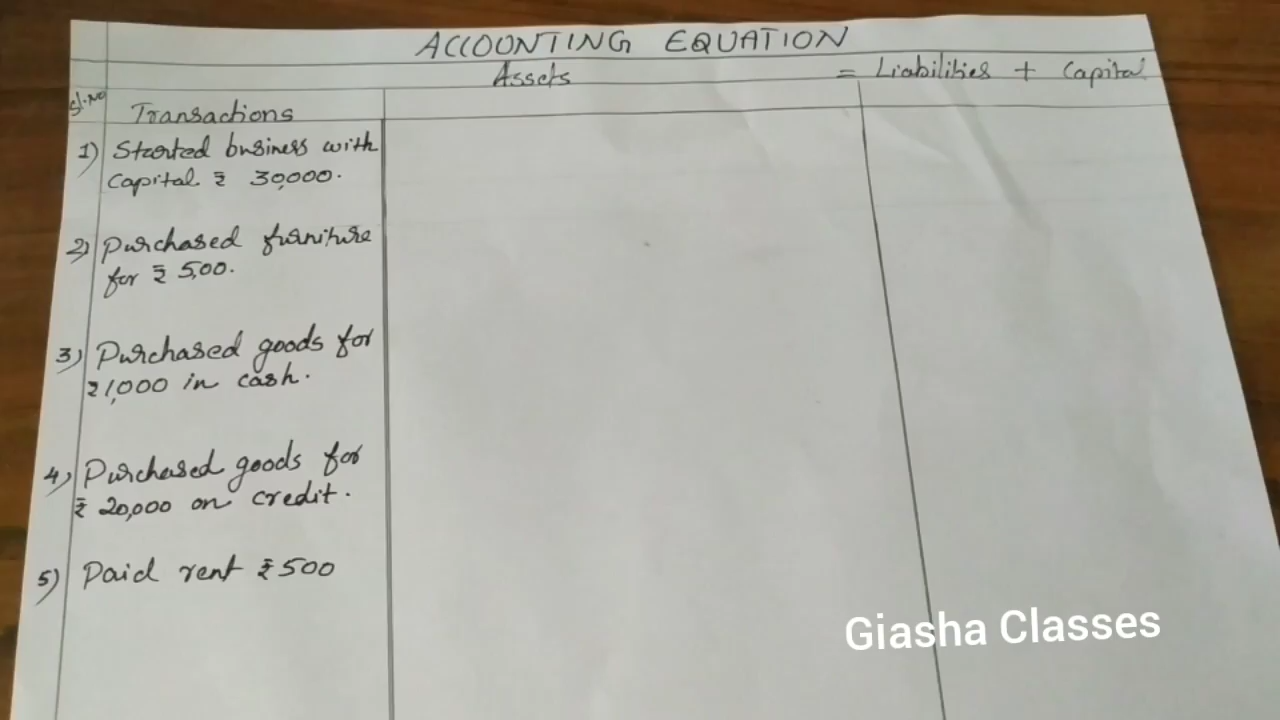 ACCOUNTING EQUATION
Assets = Liabilities + Capital
Sl.No Transactions
1) Started business with
Capital ₹ 30,000.
2) Purchased furniture
for ₹ 5,00.
3) Purchased goods for
₹1,000 in cash.
4) Purchased goods for
₹ 20,000 on credit.
5) Paid rent ₹500
Giasha Classes